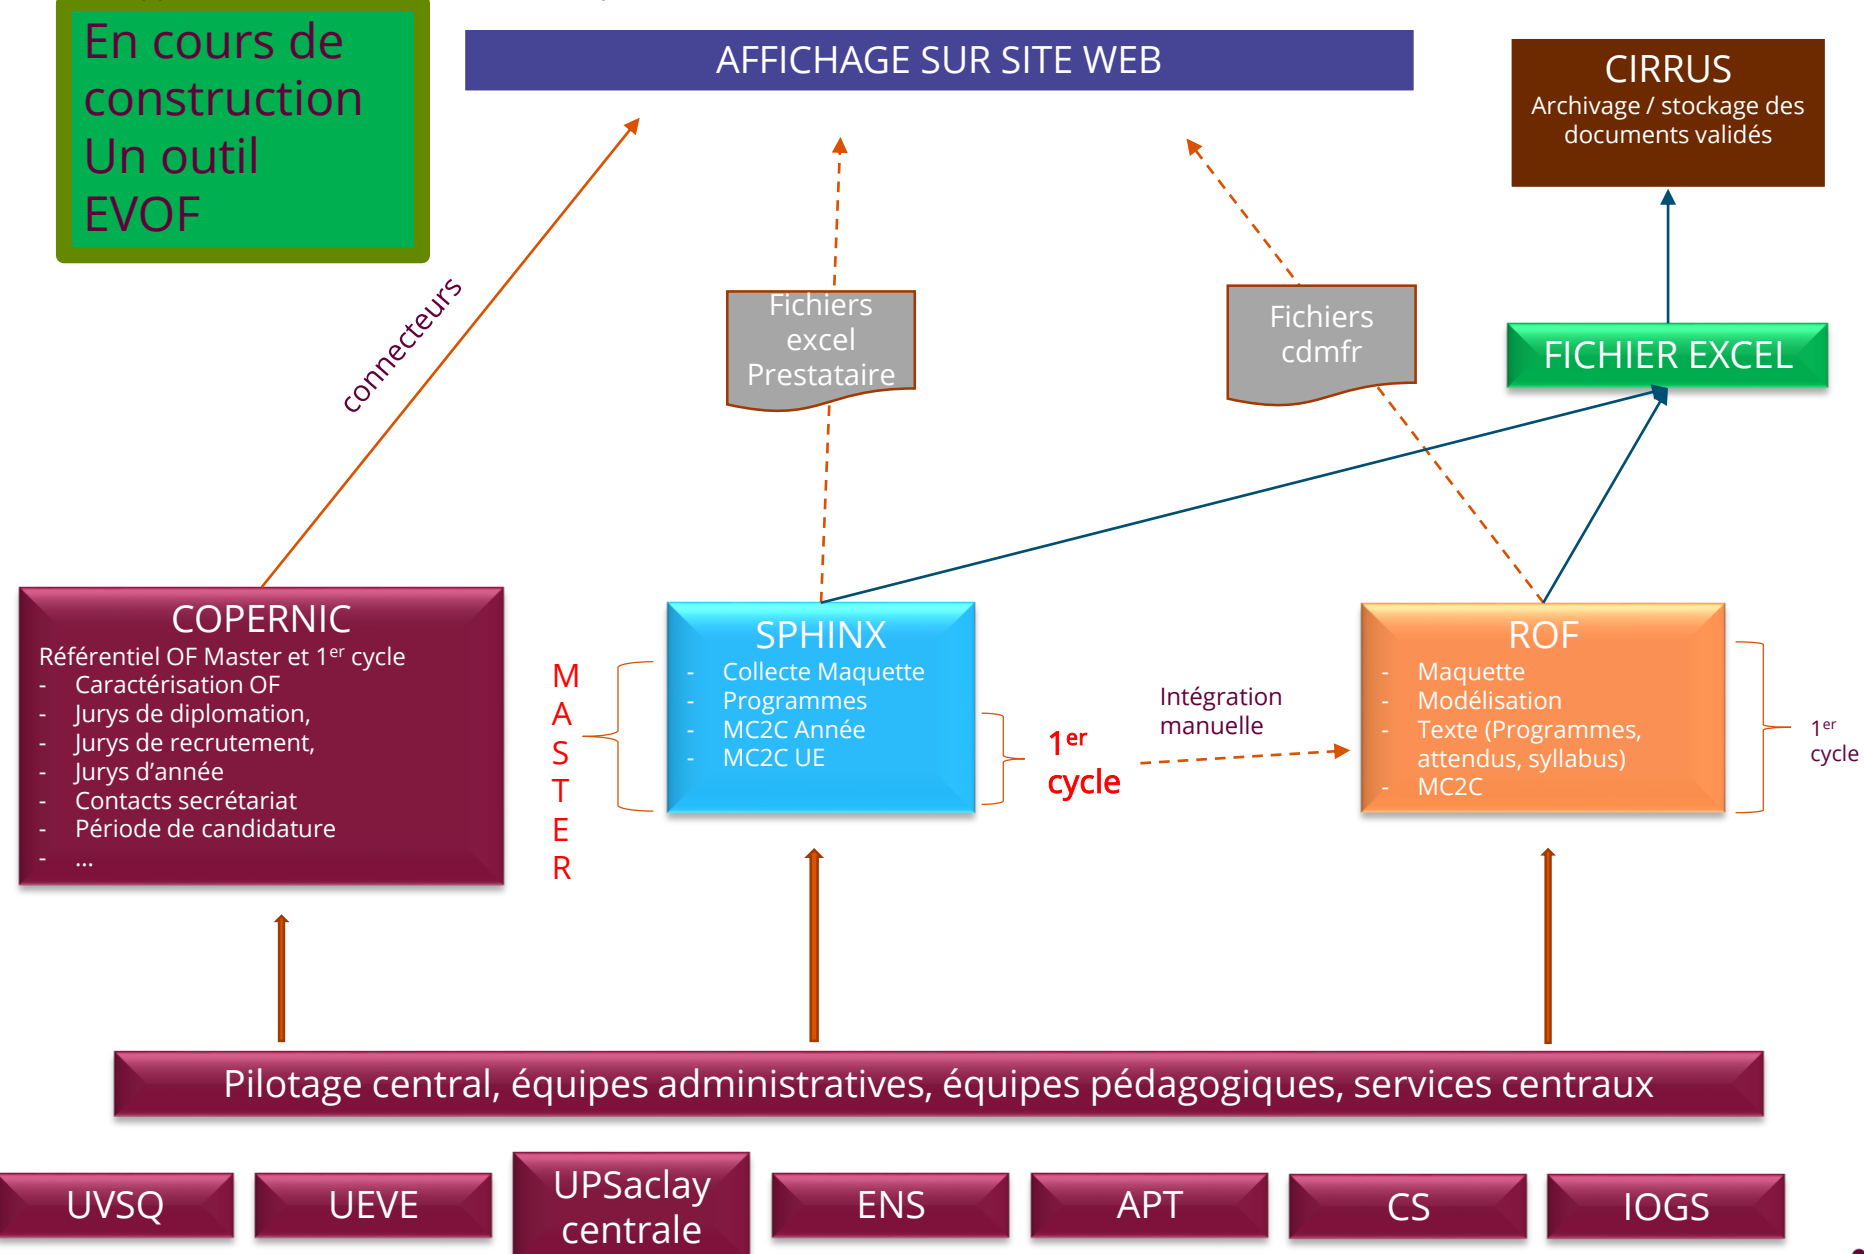 En cours de
construction
Un outil
EVOF
AFFICHAGE SUR SITE WEB
CIRRUS
Archivage / stockage des
documents validés
connecteurs
Fichiers
excel
Prestataire
Fichiers
cdmfr
FICHIER EXCEL
COPERNIC
Référentiel OF Master et 1er cycle
- Caractérisation OF
- Jurys de diplomation,
- Jurys de recrutement,
- Jurys d'année
- Contacts secrétariat
- Période de candidature
- ...
M
A
S
T
E
R
SPHINX
- Collecte Maquette
- Programmes
- MC2C Année
- MC2C UE
1er
cycle
Intégration
manuelle
ROF
- Maquette
- Modélisation
- Texte (Programmes,
attendus, syllabus)
- MC2C
1er
cycle
Pilotage central, équipes administratives, équipes pédagogiques, services centraux
UVSQ
UEVE
UPSaclay
centrale
ENS
APT
CS
IOGS